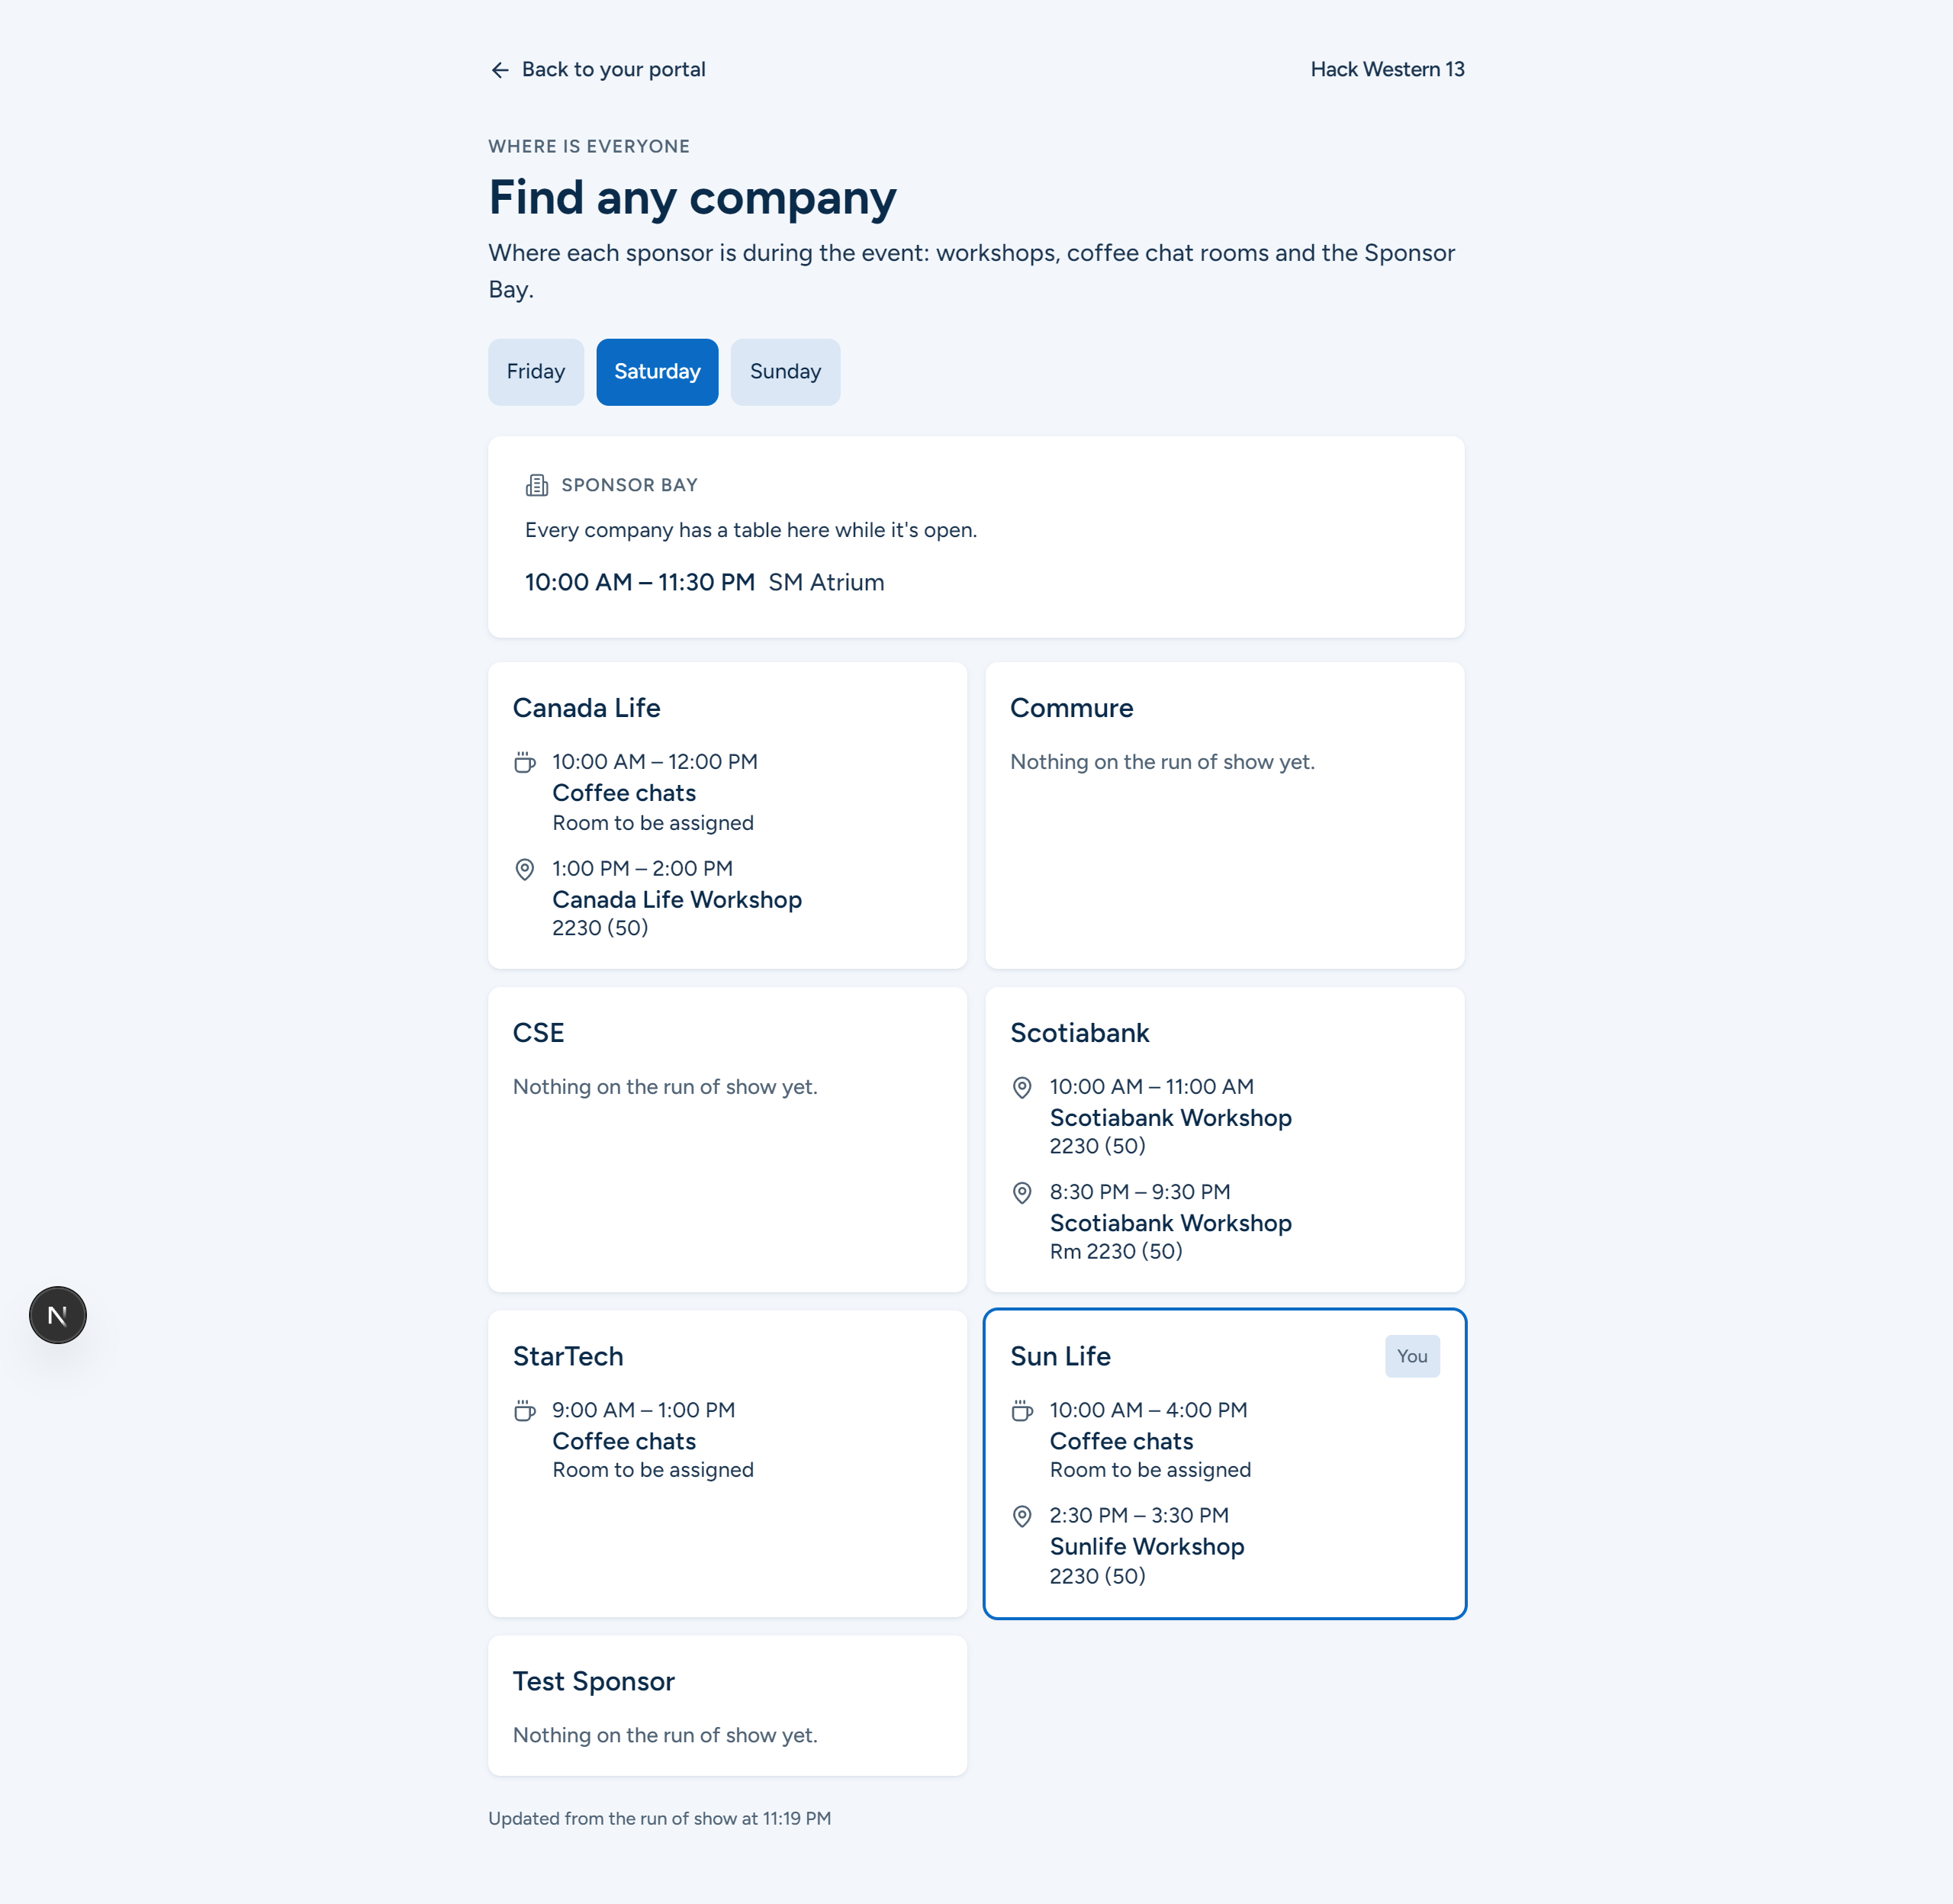 Back to your portal
Hack Western 13
WHERE IS EVERYONE
Find any company
Where each sponsor is during the event: workshops, coffee chat rooms and the Sponsor
Bay.
Friday
Saturday
Sunday
SPONSOR BAY
Every company has a table here while it's open.
10:00 AM – 11:30 PM SM Atrium
Canada Life
10:00 AM – 12:00 PM
Coffee chats
Room to be assigned
1:00 PM – 2:00 PM
Canada Life Workshop
2230 (50)
Commure
Nothing on the run of show yet.
CSE
Nothing on the run of show yet.
Scotiabank
10:00 AM – 11:00 AM
Scotiabank Workshop
2230 (50)
8:30 PM – 9:30 PM
Scotiabank Workshop
Rm 2230 (50)
StarTech
9:00 AM – 1:00 PM
Coffee chats
Room to be assigned
Sun Life
You
10:00 AM – 4:00 PM
Coffee chats
Room to be assigned
2:30 PM – 3:30 PM
Sunlife Workshop
2230 (50)
Test Sponsor
Nothing on the run of show yet.
Updated from the run of show at 11:19 PM
N